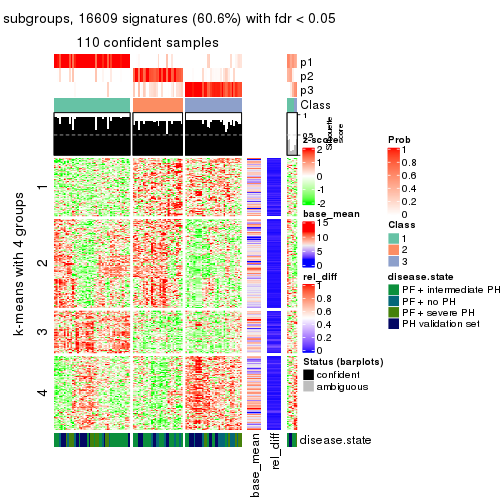 subgroups, 16609 signatures (60.6%) with fdr < 0.05
110 confident samples
p1
p2
p3
Class
1
0.5
Silhouette
score
k-means with 4 groups
1
2
3
4
z-score
2
1
0
-1
-2
base_mean
15
10
5
0
rel_diff
1
0.8
0.6
0.4
0.2
0
Status (barplots)
confident
ambiguous
Prob
1
0.8
0.6
0.4
0.2
0
Class
1
2
3
disease.state
PF + intermediate PH
PF + no PH
PF + severe PH
PH validation set
disease.state
base_mean
rel_diff